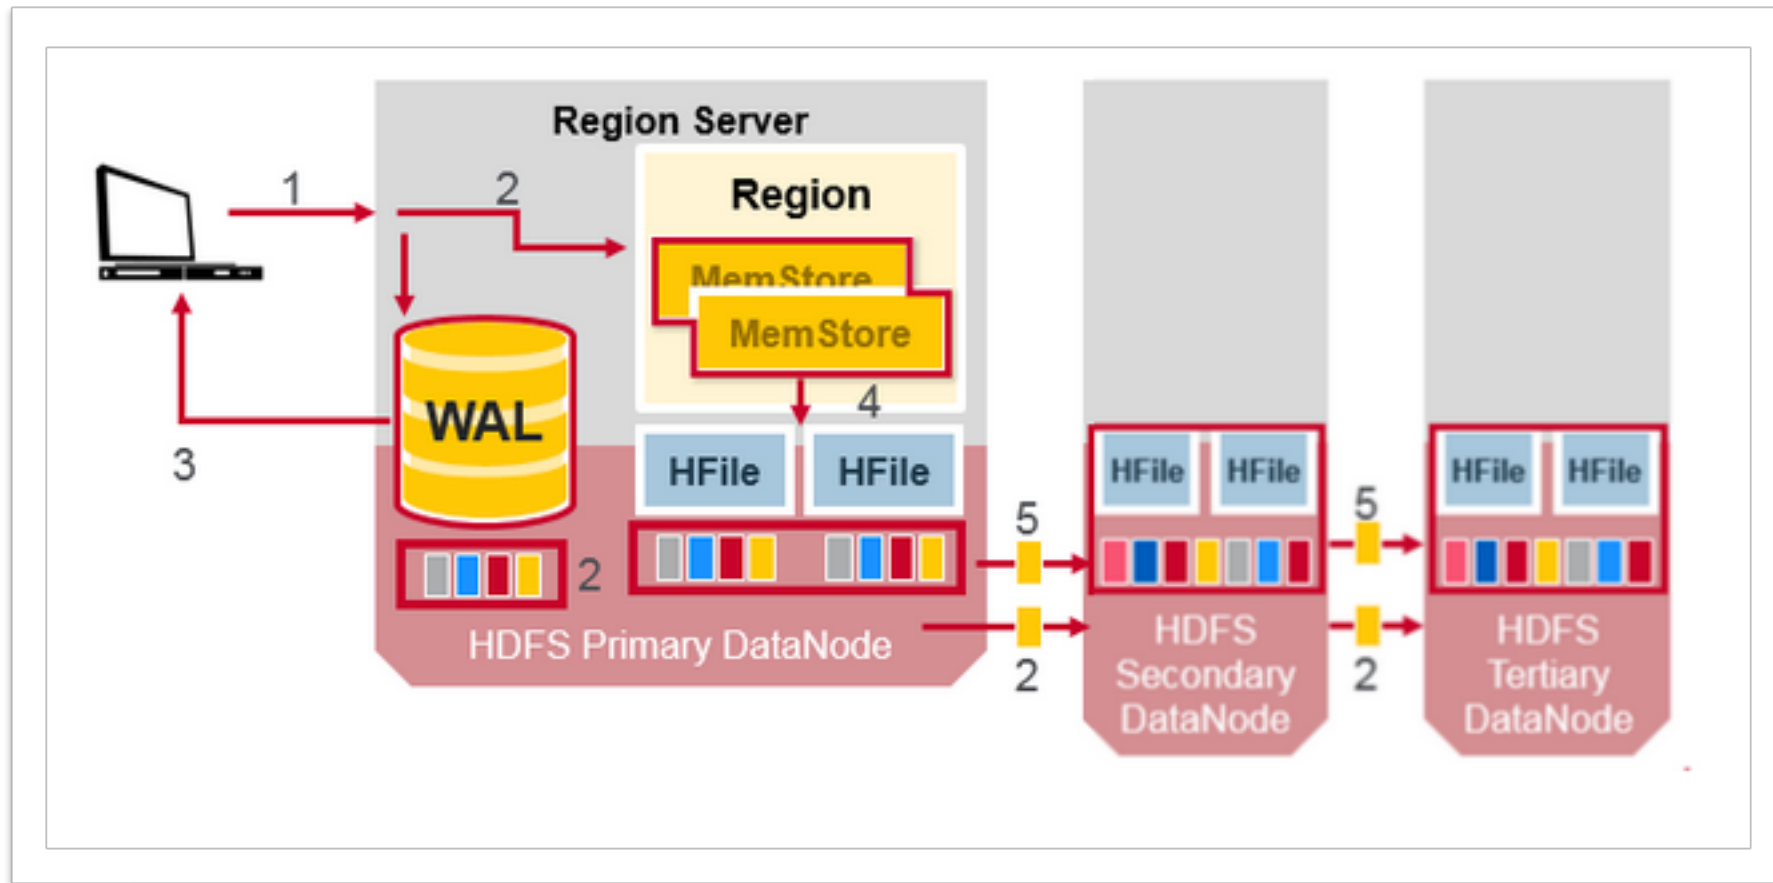 Region Server
1
2
Region
MemStore
MemStore
WAL
4
3
HFile
HFile
HFile
HFile
HFile
HFile
5
5
2
HDFS Primary DataNode
2
HDFS
Secondary
DataNode
2
HDFS
Tertiary
DataNode